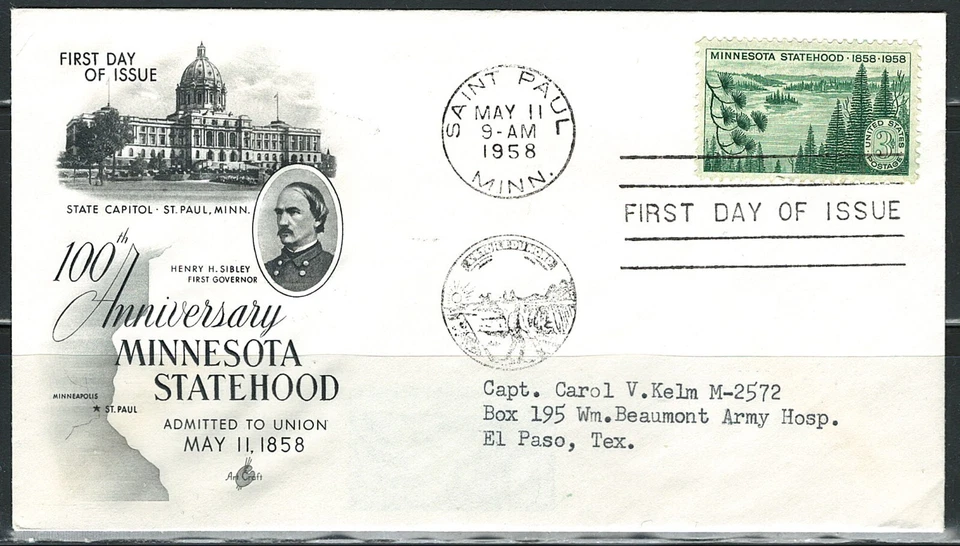 FIRST DAY
OF ISSUE
STATE CAPITOL · ST. PAUL, MINN.
HENRY H. SIBLEY
FIRST GOVERNOR
100th
Anniversary
MINNESOTA
STATEHOOD
MINNEAPOLIS
ST. PAUL
ADMITTED TO UNION
MAY 11, 1858
Art Craft
SAINT PAUL
MAY 11
9-AM
1958
MINN.
MINNESOTA STATEHOOD · 1858·1958
UNITED STATES
3¢
POSTAGE
FIRST DAY OF ISSUE
Capt. Carol V.Kelm M-2572
Box 195 Wm.Beaumont Army Hosp.
El Paso, Tex.